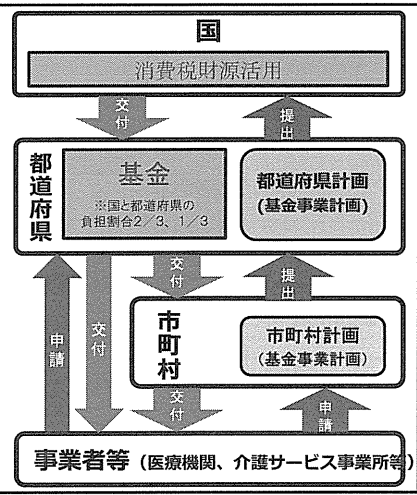 国
消費税財源活用
交付
提出
都道府県
基金
※国と都道府県の
負担割合2/3、1/3
都道府県計画
(基金事業計画)
交付
提出
申請
交付
市町村
市町村計画
(基金事業計画)
交付
申請
事業者等(医療機関、介護サービス事業所等)